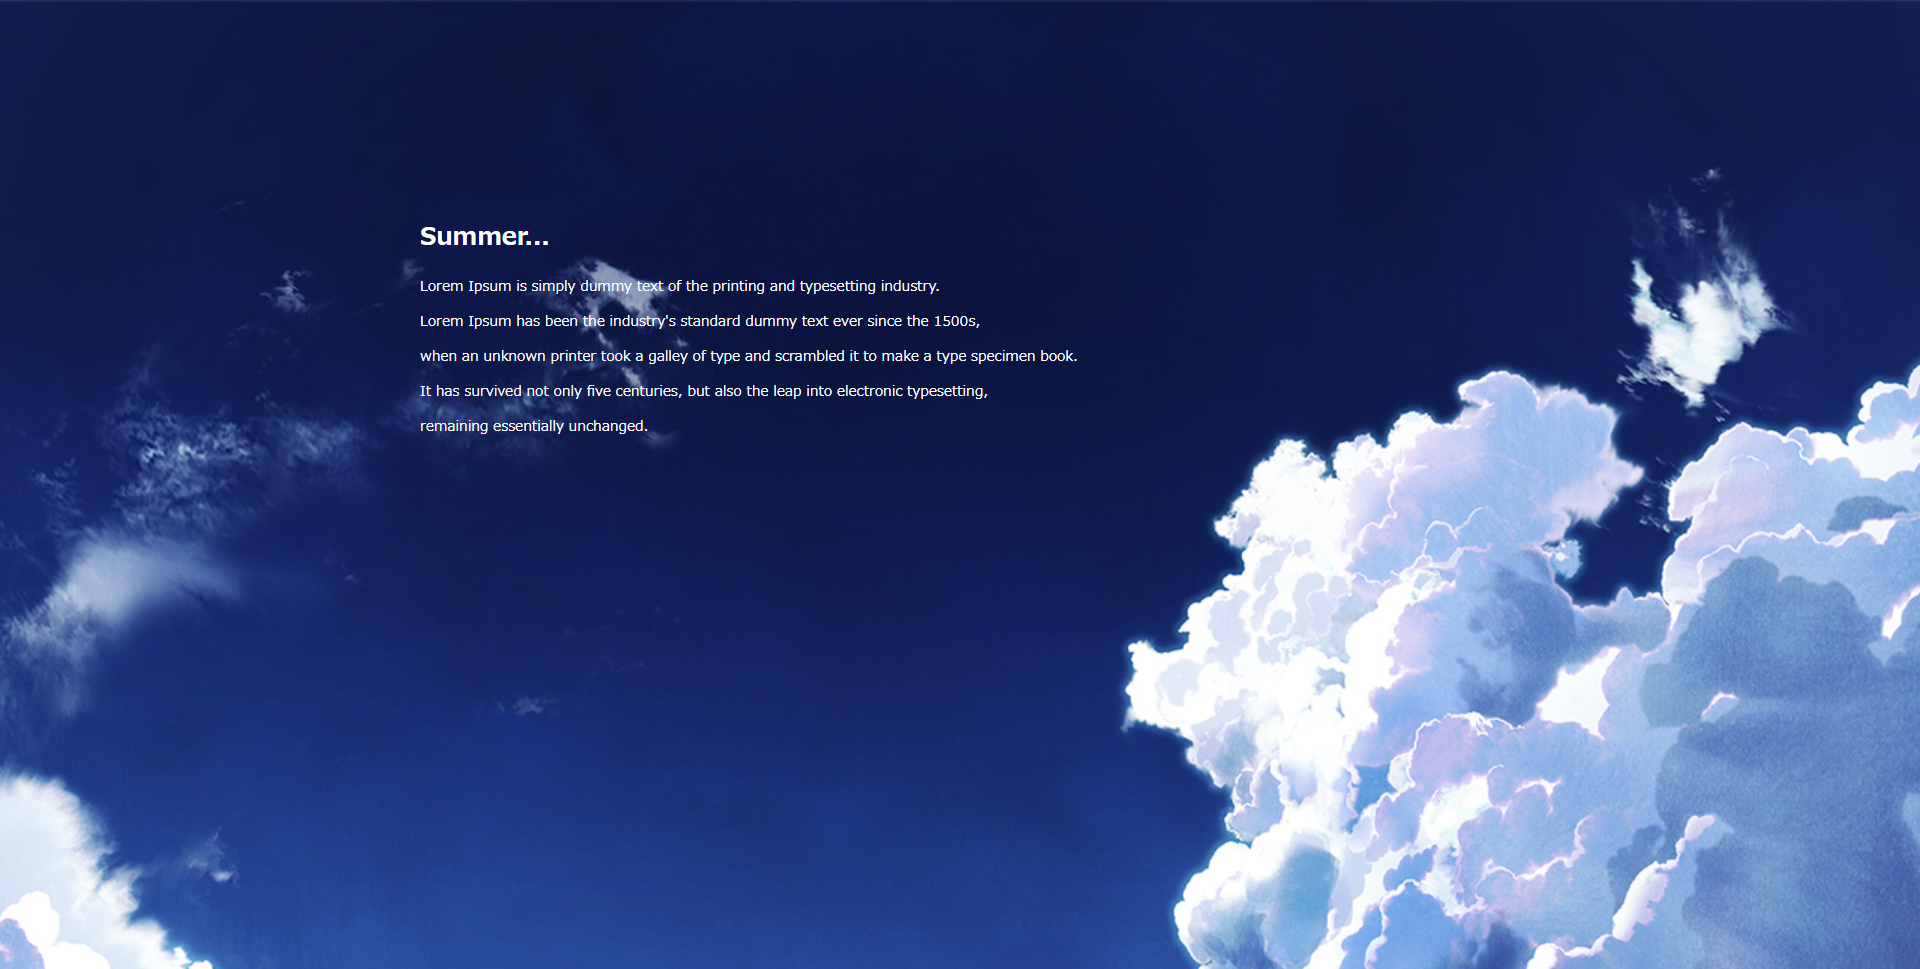 Summer...
Lorem Ipsum is simply dummy text of the printing and typesetting industry.
Lorem Ipsum has been the industry's standard dummy text ever since the 1500s,
when an unknown printer took a galley of type and scrambled it to make a type specimen book.
It has survived not only five centuries, but also the leap into electronic typesetting,
remaining essentially unchanged.